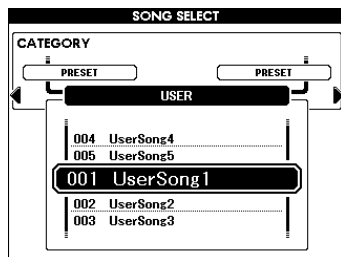 SONG SELECT
CATEGORY
PRESET PRESET
USER
004 UserSong4
005 UserSong5
001 UserSong1
002 UserSong2
003 UserSong3